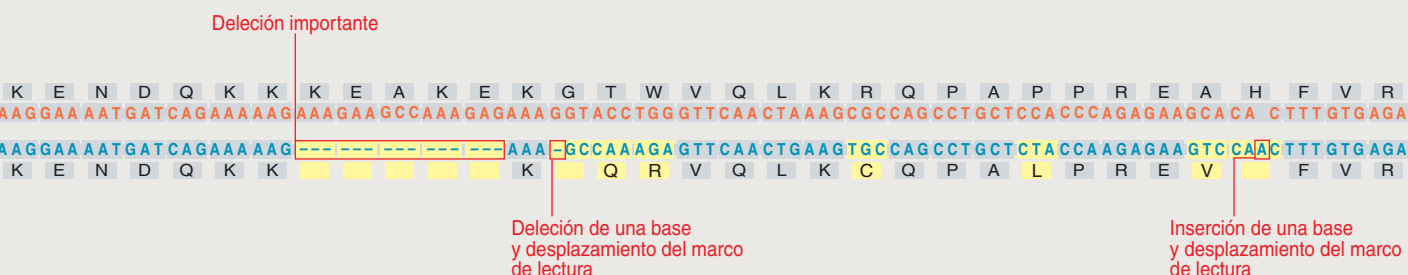 Deleción importante
K E N D Q K K K E A K E K G T W V Q L K R Q P A P P R E A H F V R
AAGGAAAATGATCAGAAAAAGAAAGAAGCCAAAGAGAAAGGTACCTGGGTTCAACTAAAGCGCCAGCCTGCTCCACCCAGAGAAGCACA CTTTGTGAGA
AAGGAAAATGATCAGAAAAAG--- --- --- --- ---AAA-GCCAAAGAGTTCAACTGAAGTGCCAGCCTGCTCTACCAAGAGAAGTCCAACTTTGTGAGA
K E N D Q K K K Q R V Q L K C Q P A L P R E V F V R
Deleción de una base
y desplazamiento del marco
de lectura
Inserción de una base
y desplazamiento del marco
de lectura